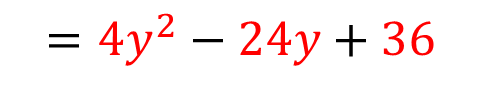 = 4y² − 24y + 36